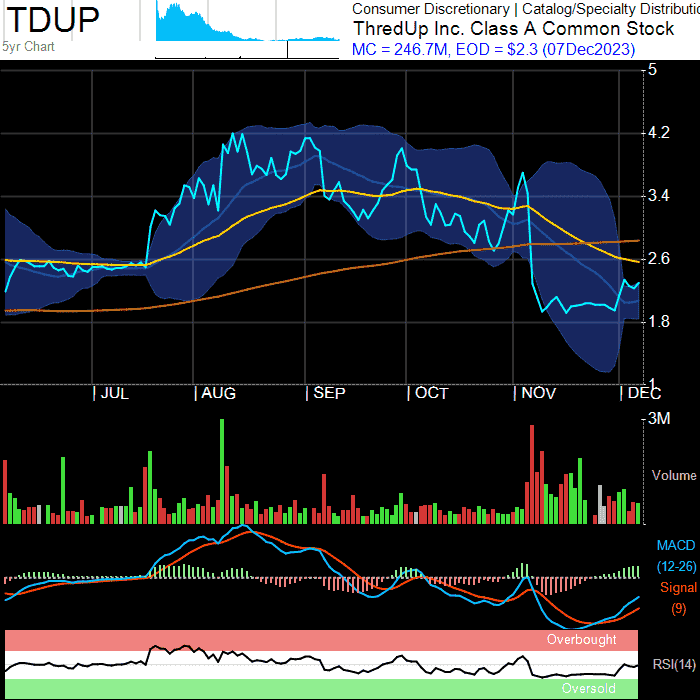 TDUP
5yr Chart
Consumer Discretionary | Catalog/Specialty Distributio
ThredUp Inc. Class A Common Stock
MC = 246.7M, EOD = $2.3 (07Dec2023)
5
4.2
3.4
2.6
1.8
1
JUL AUG SEP OCT NOV DEC
3M
Volume
MACD
(12-26)
Signal
(9)
Overbought
RSI(14)
Oversold